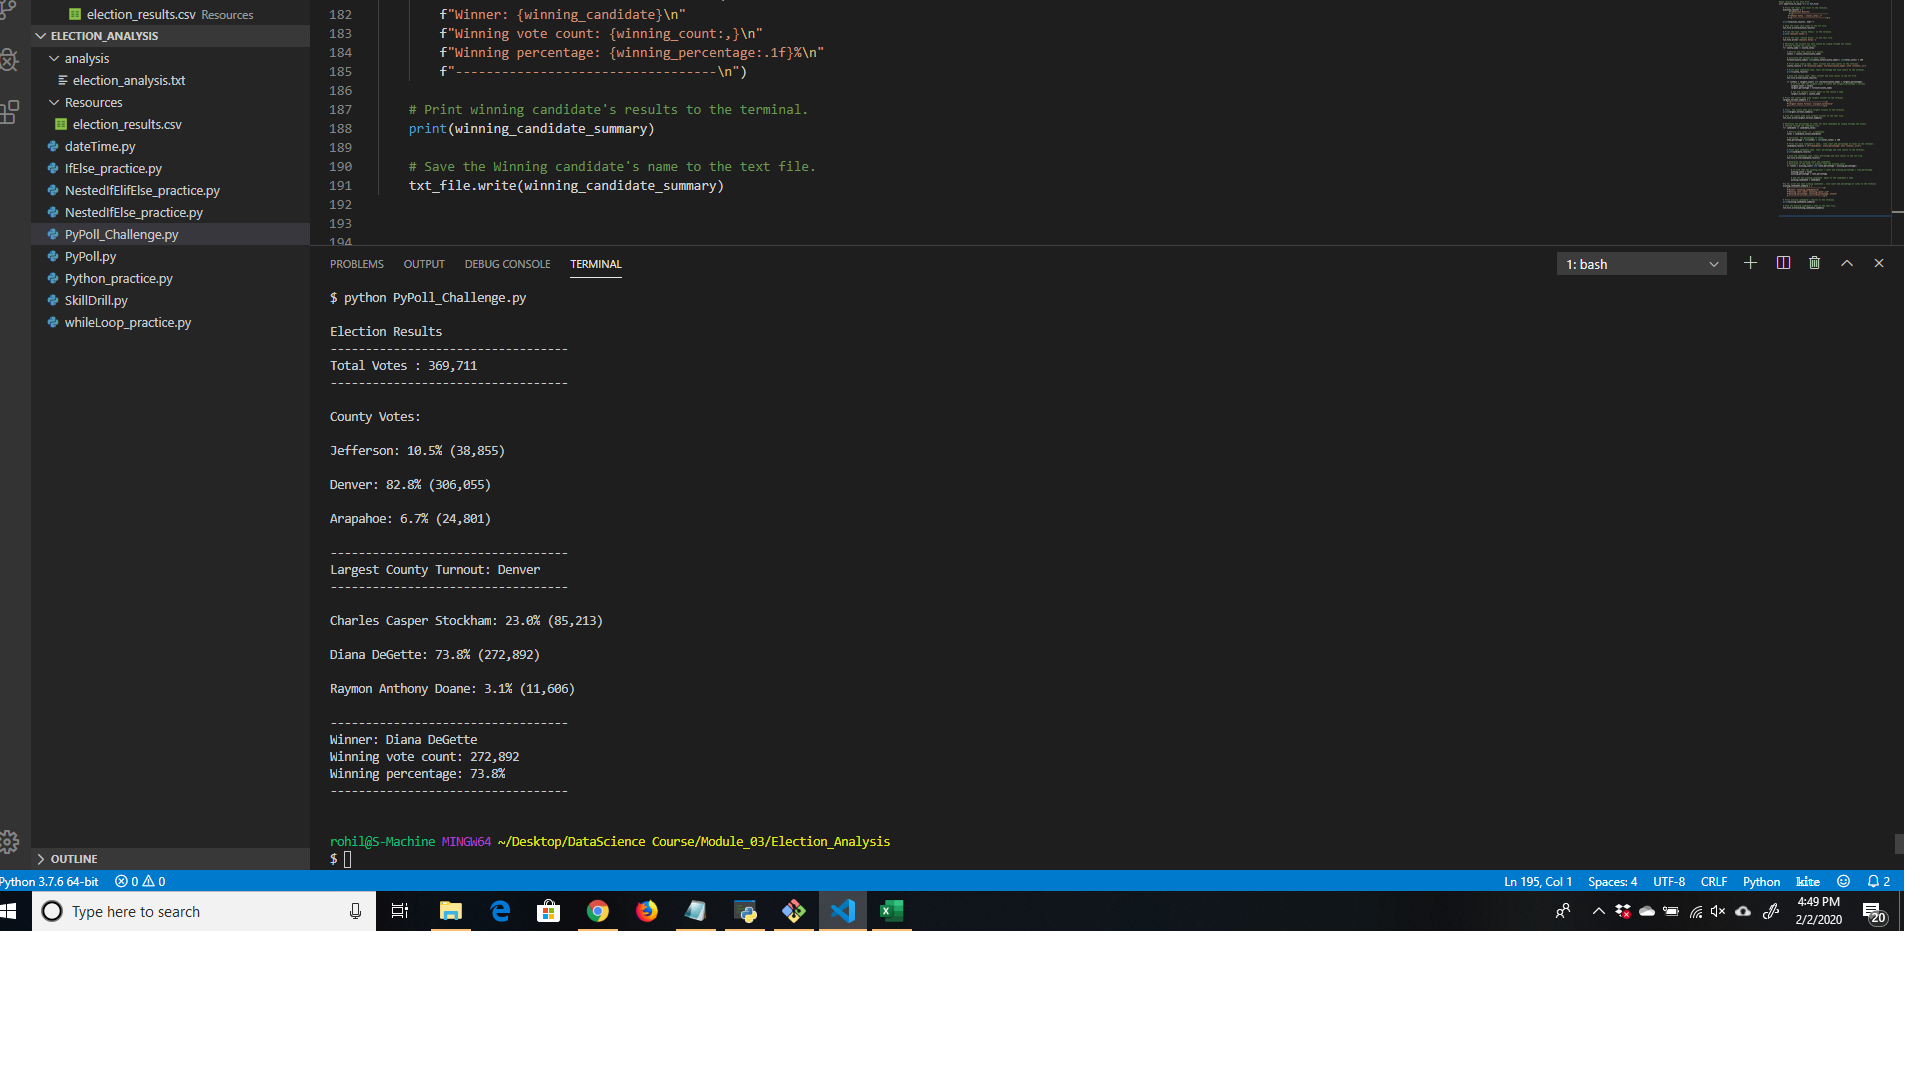 election_results.csv Resources
ELECTION_ANALYSIS
analysis
election_analysis.txt
Resources
election_results.csv
dateTime.py
IfElse_practice.py
NestedIfElifElse_practice.py
NestedIfElse_practice.py
PyPoll_Challenge.py
PyPoll.py
Python_practice.py
SkillDrill.py
whileLoop_practice.py
OUTLINE
182 f"Winner: {winning_candidate}\n"
183 f"Winning vote count: {winning_count:,}\n"
184 f"Winning percentage: {winning_percentage:.1f}%\n"
185 f"----------------------------------\n")
186
187 # Print winning candidate's results to the terminal.
188 print(winning_candidate_summary)
189
190 # Save the Winning candidate's name to the text file.
191 txt_file.write(winning_candidate_summary)
192
193
194
PROBLEMS OUTPUT DEBUG CONSOLE TERMINAL 1: bash
$ python PyPoll_Challenge.py
Election Results
----------------------------------
Total Votes : 369,711
----------------------------------
County Votes:
Jefferson: 10.5% (38,855)
Denver: 82.8% (306,055)
Arapahoe: 6.7% (24,801)
----------------------------------
Largest County Turnout: Denver
----------------------------------
Charles Casper Stockham: 23.0% (85,213)
Diana DeGette: 73.8% (272,892)
Raymon Anthony Doane: 3.1% (11,606)
----------------------------------
Winner: Diana DeGette
Winning vote count: 272,892
Winning percentage: 73.8%
----------------------------------
rohil@S-Machine MINGW64 ~/Desktop/DataScience Course/Module_03/Election_Analysis
$
Python 3.7.6 64-bit 0 0 Ln 195, Col 1 Spaces: 4 UTF-8 CRLF Python kite 2
Type here to search
4:49 PM
2/2/2020
20